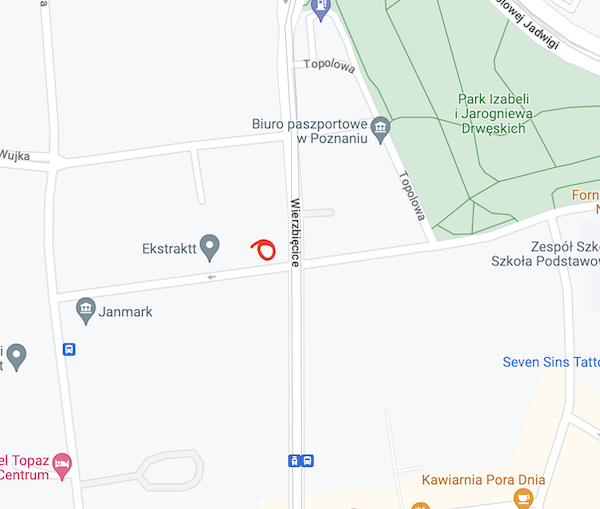 olowej Jadwigi
Topolowa
Park Izabeli
i Jarogniewa
Drwęskich
Biuro paszportowe
w Poznaniu
Wujka
Topolowa
Forn
N
Wierzbięcice
Ekstraktt
Zespół Szko
Szkoła Podstawow
Janmark
i
t
Seven Sins Tatto
el Topaz
Centrum
Kawiarnia Pora Dnia